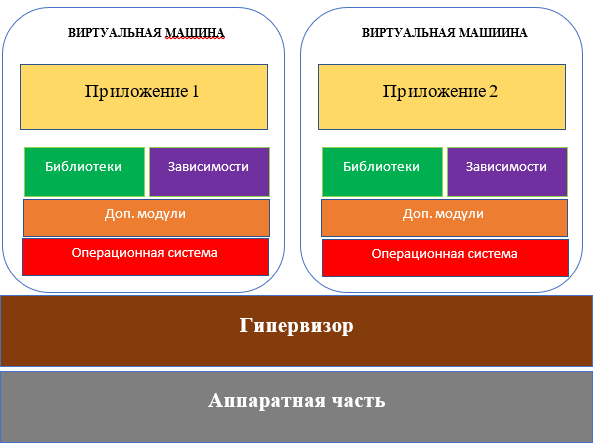 ВИРТУАЛЬНАЯ МАШИНА
ВИРТУАЛЬНАЯ МАШИИНА
Приложение 1
Приложение 2
Библиотеки
Зависимости
Библиотеки
Зависимости
Доп. модули
Доп. модули
Операционная система
Операционная система
Гипервизор
Аппаратная часть